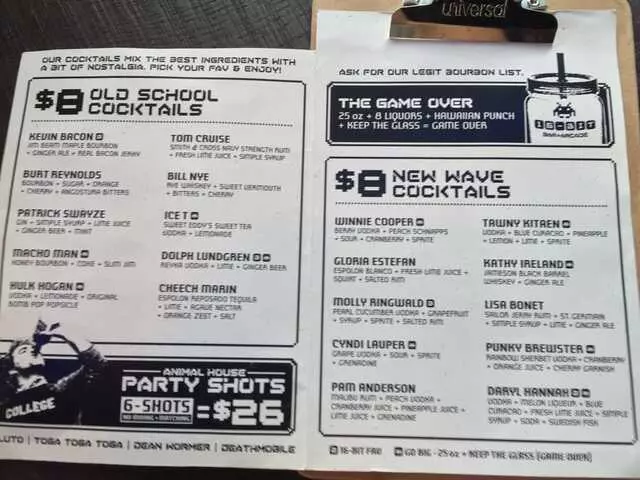 OUR COCKTAILS MIX THE BEST INGREDIENTS WITH
A BIT OF NOSTALGIA. PICK YOUR FAV & ENJOY!
$8 OLD SCHOOL
COCKTAILS
KEVIN BACON
JIM BEAM MAPLE BOURBON
+ GINGER ALE + REAL BACON JERKY
BURT REYNOLDS
BOURBON + SUGAR + ORANGE
+ CHERRY + ANGOSTURA BITTERS
PATRICK SWAYZE
GIN + SIMPLE SYRUP + LIME JUICE
+ GINGER BEER + MINT
MACHO MAN
HONEY BOURBON + COKE + SLIM JIM
HULK HOGAN
VODKA + LEMONADE + ORIGINAL
BOMB POP POPSICLE
TOM CRUISE
SMITH & CROSS NAVY STRENGTH RUM
+ FRESH LIME JUICE + SIMPLE SYRUP
BILL NYE
RYE WHISKEY + SWEET VERMOUTH
+ BITTERS + CHERRY
ICE T
SWEET EDDY'S SWEET TEA
VODKA + LEMONADE
DOLPH LUNDGREN
REYKA VODKA + LIME + GINGER BEER
CHEECH MARIN
ESPOLON REPOSADO TEQUILA
+ LIME + AGAVE NECTAR
+ ORANGE ZEST + SALT
COLLEGE
ANIMAL HOUSE
PARTY SHOTS
6-SHOTS
=$26
LUTO | TOGA TOGA TOGA | DEAN WORMER | DEATHMOBILE
universal
ASK FOR OUR LEGIT BOURBON LIST.
THE GAME OVER
25 oz + 8 LIQUORS + HAWAIIAN PUNCH
+ KEEP THE GLASS = GAME OVER
16-BIT
BAR+ARCADE
$8 NEW WAVE
COCKTAILS
WINNIE COOPER
BERRY VODKA + PEACH SCHNAPPS
+ SOUR + CRANBERRY + SPRITE
GLORIA ESTEFAN
ESPOLON BLANCO + FRESH LIME JUICE +
SQUIRT + SALTED RIM
MOLLY RINGWALD
PEARL CUCUMBER VODKA + GRAPEFRUIT
+ SYRUP + SPRITE + SALTED RIM
CYNDI LAUPER
GRAPE VODKA + SOUR + SPRITE
+ GRENADINE
PAM ANDERSON
MALIBU RUM + PEACH VODKA +
CRANBERRY JUICE + PINEAPPLE JUICE +
LIME JUICE + GRENADINE
TAWNY KITAEN
VODKA + BLUE CURACAO + PINEAPPLE
+ LEMON + LIME + SPRITE
KATHY IRELAND
JAMESON BLACK BARREL
WHISKEY + GINGER ALE
LISA BONET
SAILOR JERRY RUM + ST. GERMAIN
+ SIMPLE SYRUP + LIME + GINGER ALE
PUNKY BREWSTER
RAINBOW SHERBET VODKA + CRANBERRY
+ ORANGE JUICE + CHERRY GARNISH
DARYL HANNAH
VODKA + MELON LIQUEUR + BLUE
CURACAO + FRESH LIME JUICE + SIMPLE
SYRUP + SODA + SWEDISH FISH
16-BIT FAV
GO BIG - 25 oz + KEEP THE GLASS (GAME OVER)